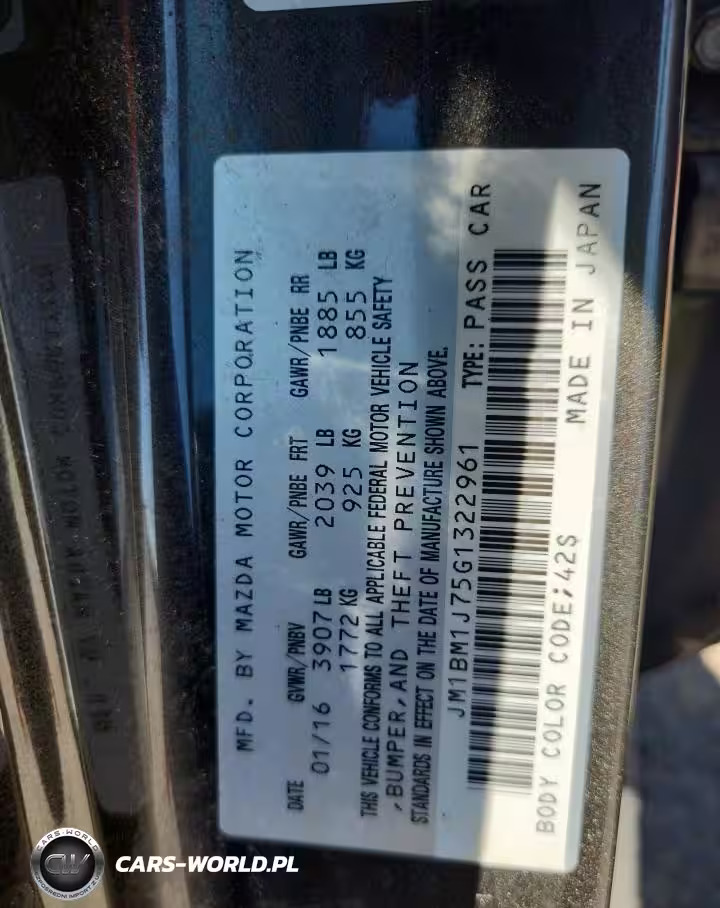 MFD. BY MAZDA MOTOR CORPORATION
DATE GVWR/PNBV GAWR/PNBE FRT GAWR/PNBE RR
01/16 3907 LB 2039 LB 1885 LB
1772 KG 925 KG 855 KG
THIS VEHICLE CONFORMS TO ALL APPLICABLE FEDERAL MOTOR VEHICLE SAFETY
,BUMPER,AND THEFT PREVENTION
STANDARDS IN EFFECT ON THE DATE OF MANUFACTURE SHOWN ABOVE.
JM1BM1J75G1322961 TYPE: PASS CAR
BODY COLOR CODE;42S MADE IN JAPAN
CARS-WORLD
CW
CARS-WORLD.PL